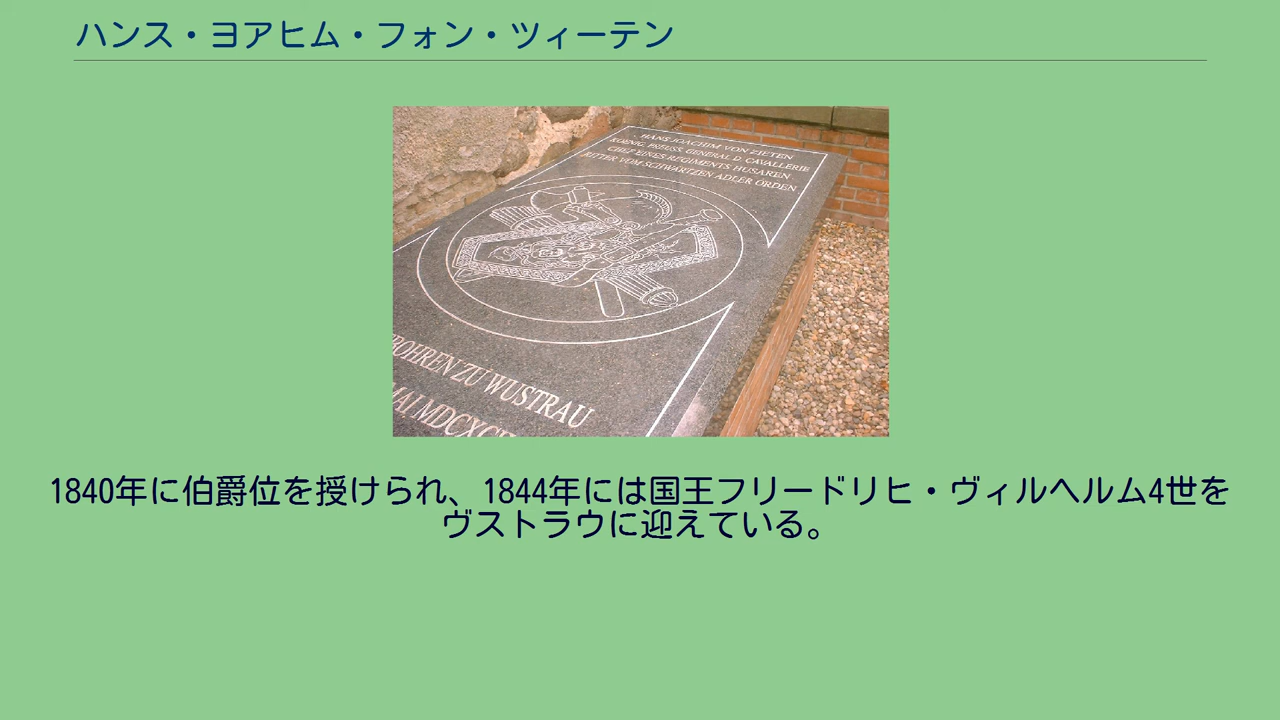 ハンス・ヨアヒム・フォン・ツィーテン
HANS JOACHIM VON ZIETEN
KOENIG. PREUSS. GENERAL D. CAVALLERIE
CHEF EINES REGIMENTS HUSAREN
RITTER VOM SCHWARTZEN ADLER ORDEN
ZU WUSTRAU
1840年に伯爵位を授けられ、1844年には国王フリードリヒ・ヴィルヘルム4世を
ヴストラウに迎えている。